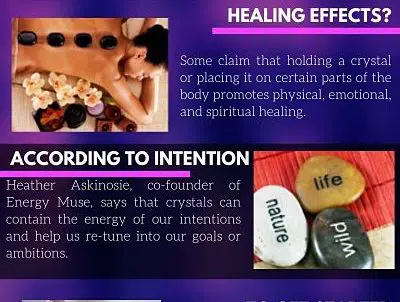 HEALING EFFECTS?
Some claim that holding a crystal
or placing it on certain parts of the
body promotes physical, emotional,
and spiritual healing.
ACCORDING TO INTENTION
Heather Askinosie, co-founder of
Energy Muse, says that crystals can
contain the energy of our intentions
and help us re-tune into our goals or
ambitions.
life
nature
wild